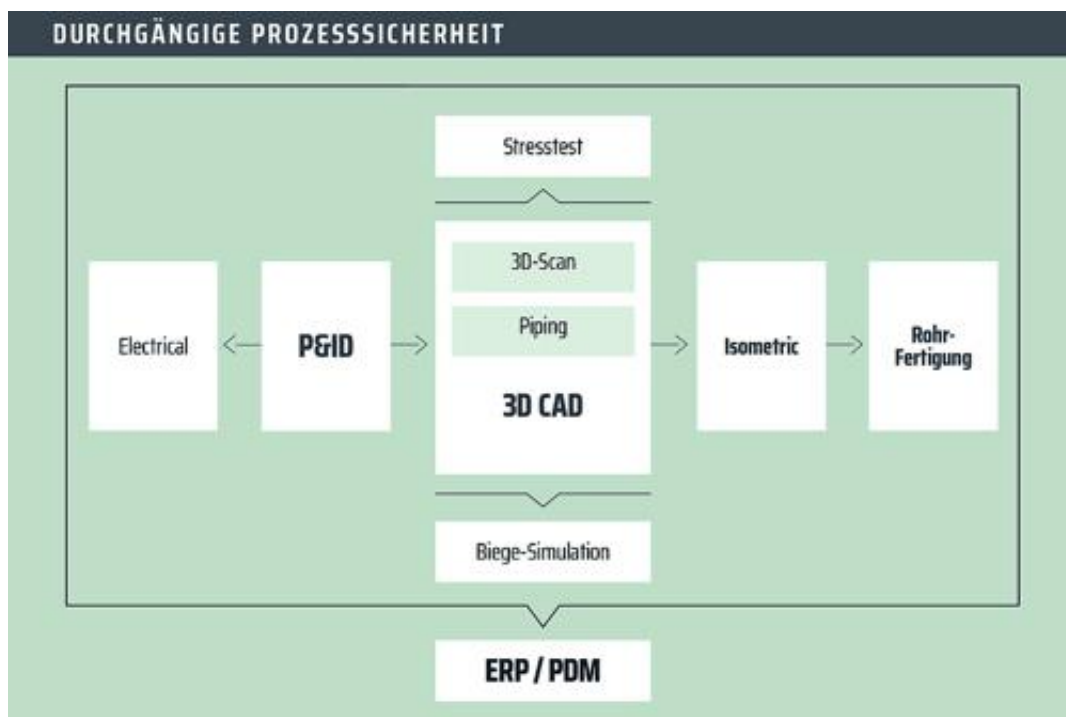 DURCHGÄNGIGE PROZESSSICHERHEIT
Stresstest
3D-Scan
Piping
3D CAD
Electrical
P&ID
Isometric
Rohr-
Fertigung
Biege-Simulation
ERP / PDM